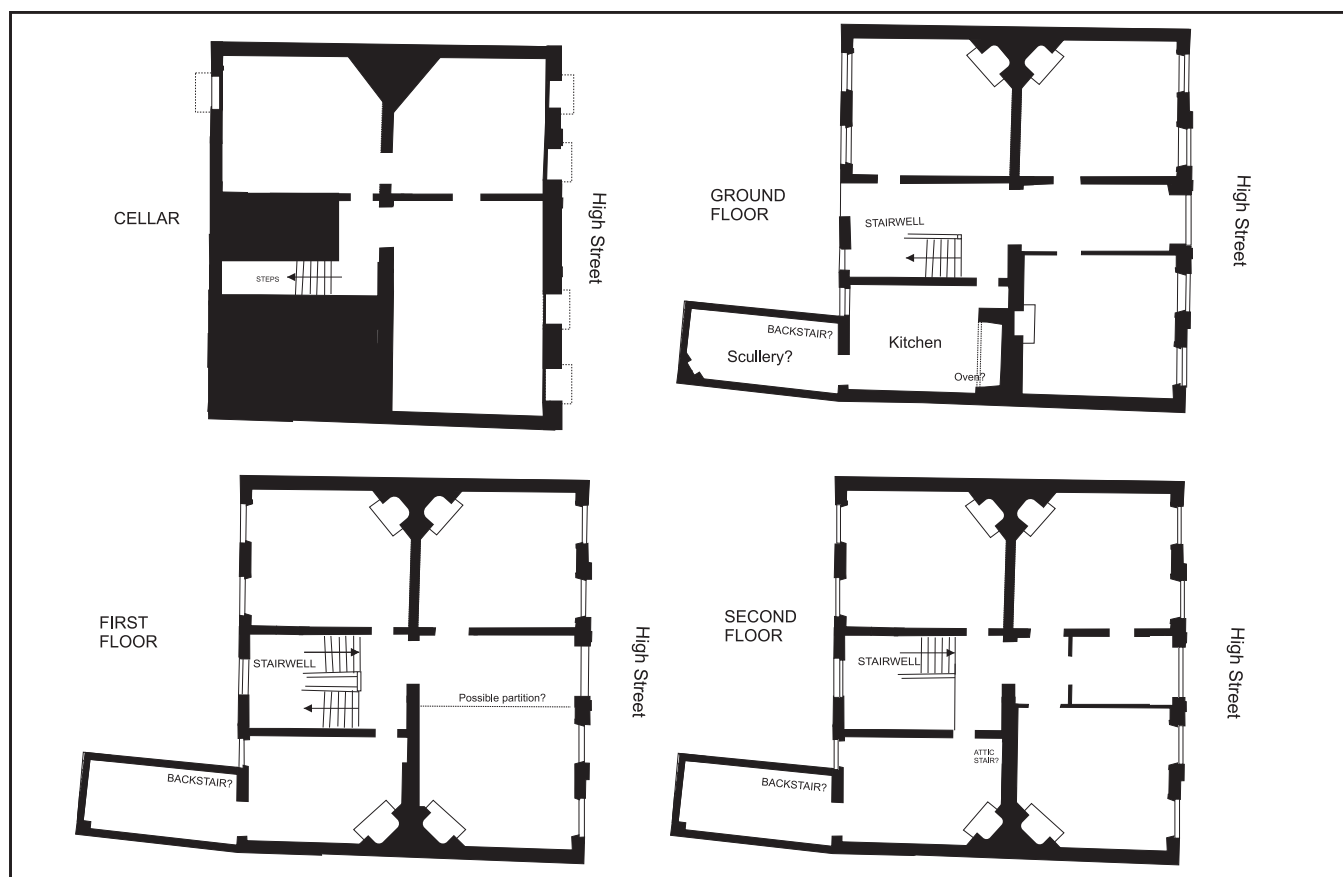 CELLAR
STEPS
High Street
GROUND
FLOOR
STAIRWELL
BACKSTAIR?
Scullery?
Kitchen
Oven?
High Street
FIRST
FLOOR
STAIRWELL
Possible partition?
BACKSTAIR?
High Street
SECOND
FLOOR
STAIRWELL
ATTIC
STAIR?
BACKSTAIR?
High Street